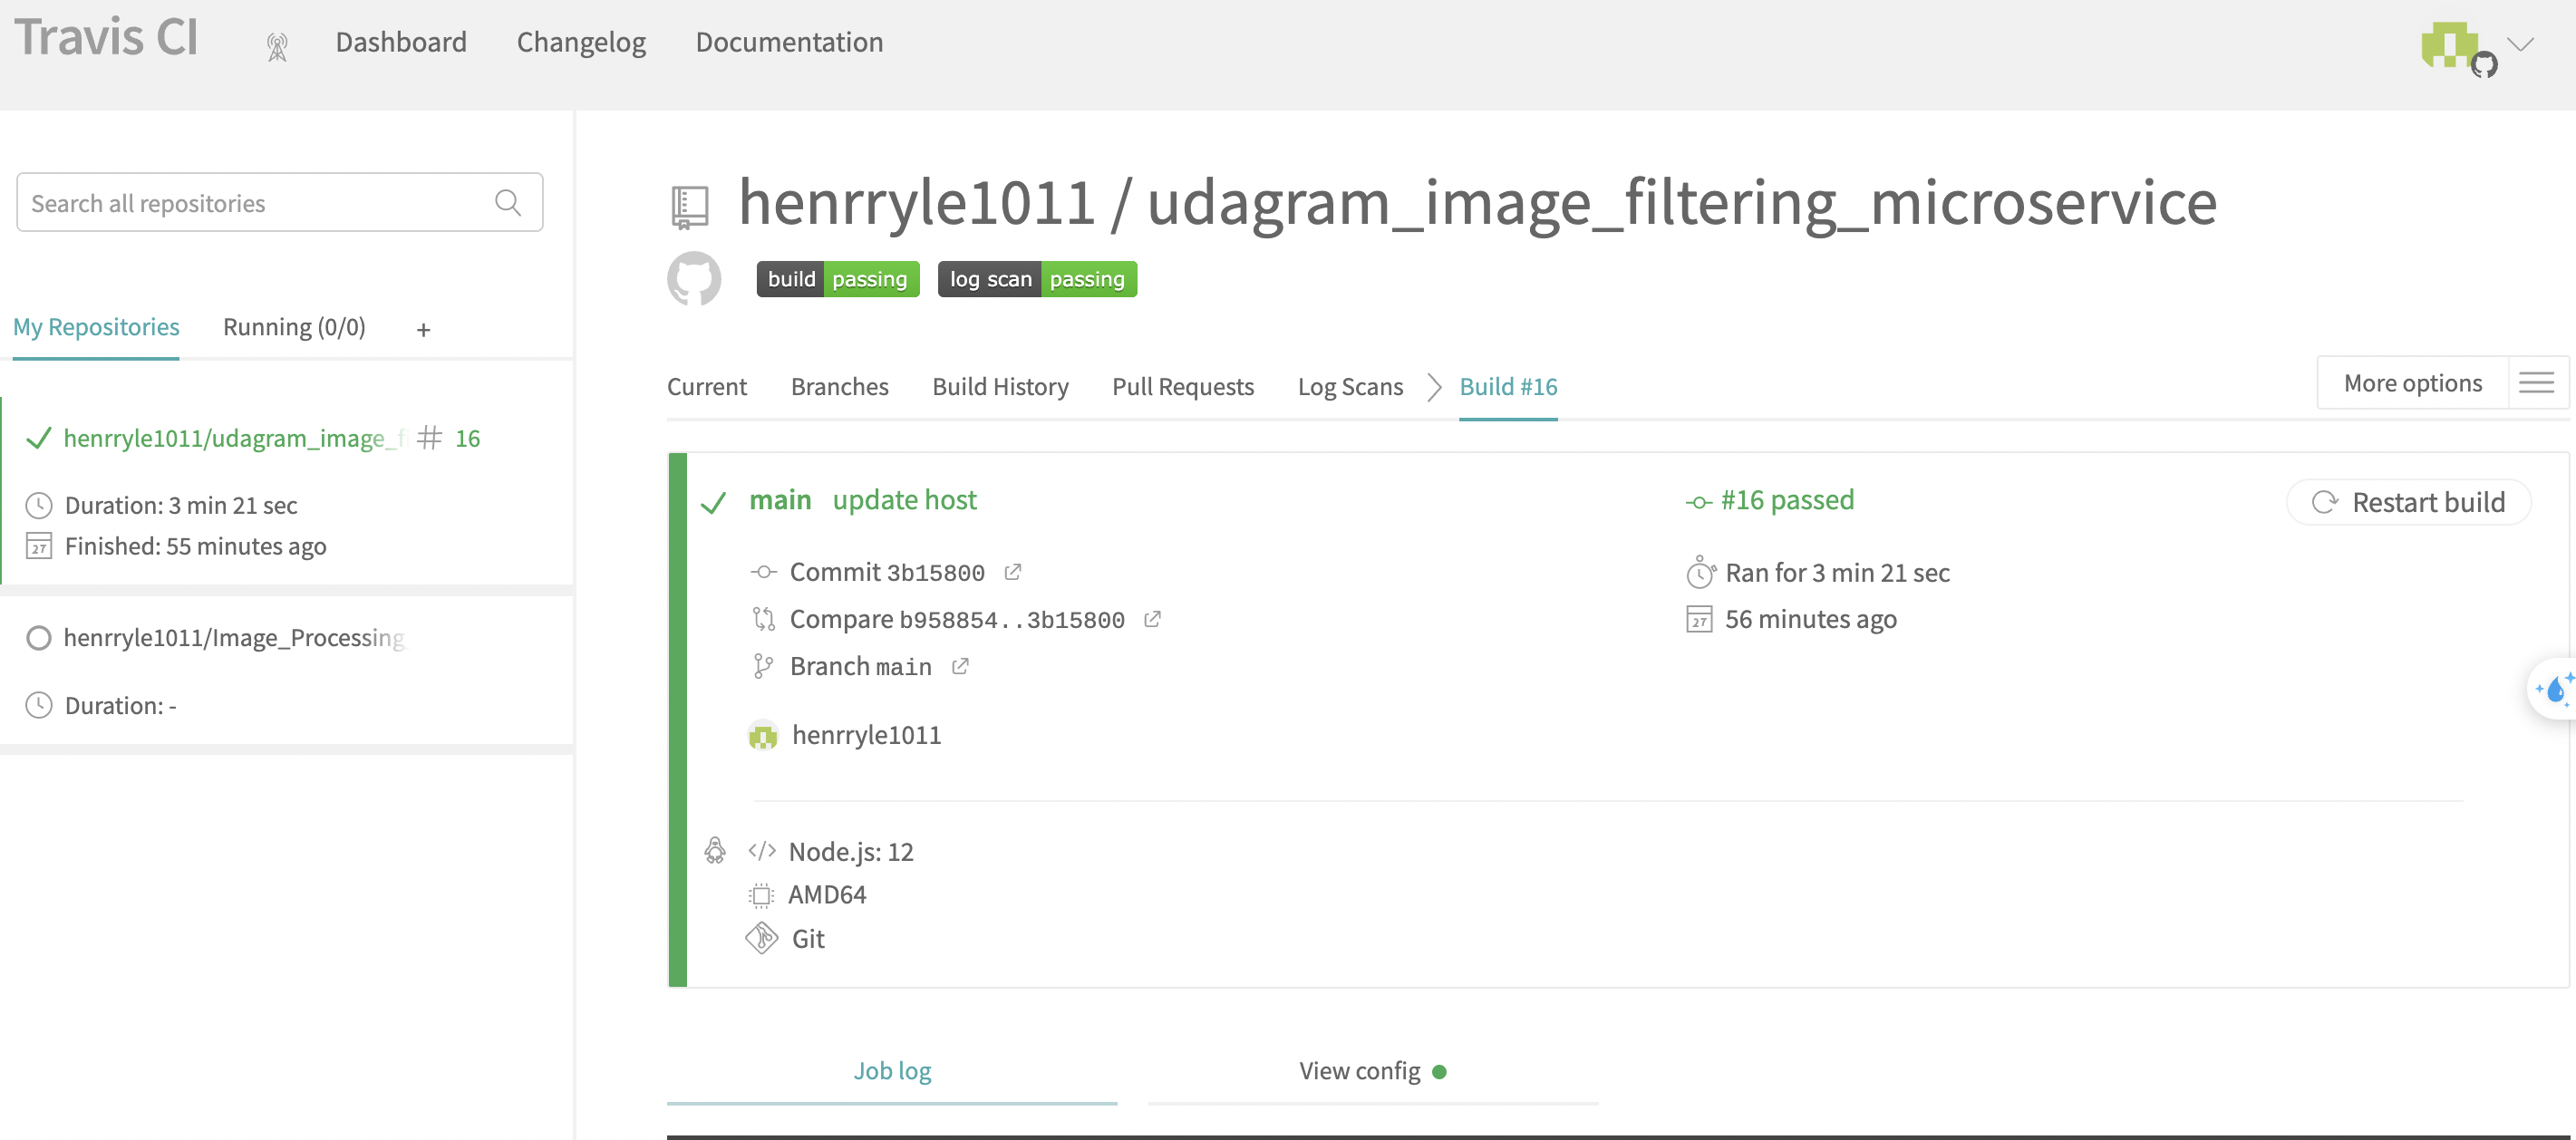 Travis CI
Dashboard
Changelog
Documentation
Search all repositories
My Repositories
Running (0/0)
+
henrryle1011/udagram_image_f
# 16
Duration: 3 min 21 sec
27
Finished: 55 minutes ago
henrryle1011/Image_Processing_
Duration: -
henrryle1011 / udagram_image_filtering_microservice
build passing
log scan passing
Current
Branches
Build History
Pull Requests
Log Scans
Build #16
More options
main update host
#16 passed
Restart build
Commit 3b15800
Ran for 3 min 21 sec
Compare b958854..3b15800
27
56 minutes ago
Branch main
henrryle1011
</> Node.js: 12
AMD64
Git
Job log
View config